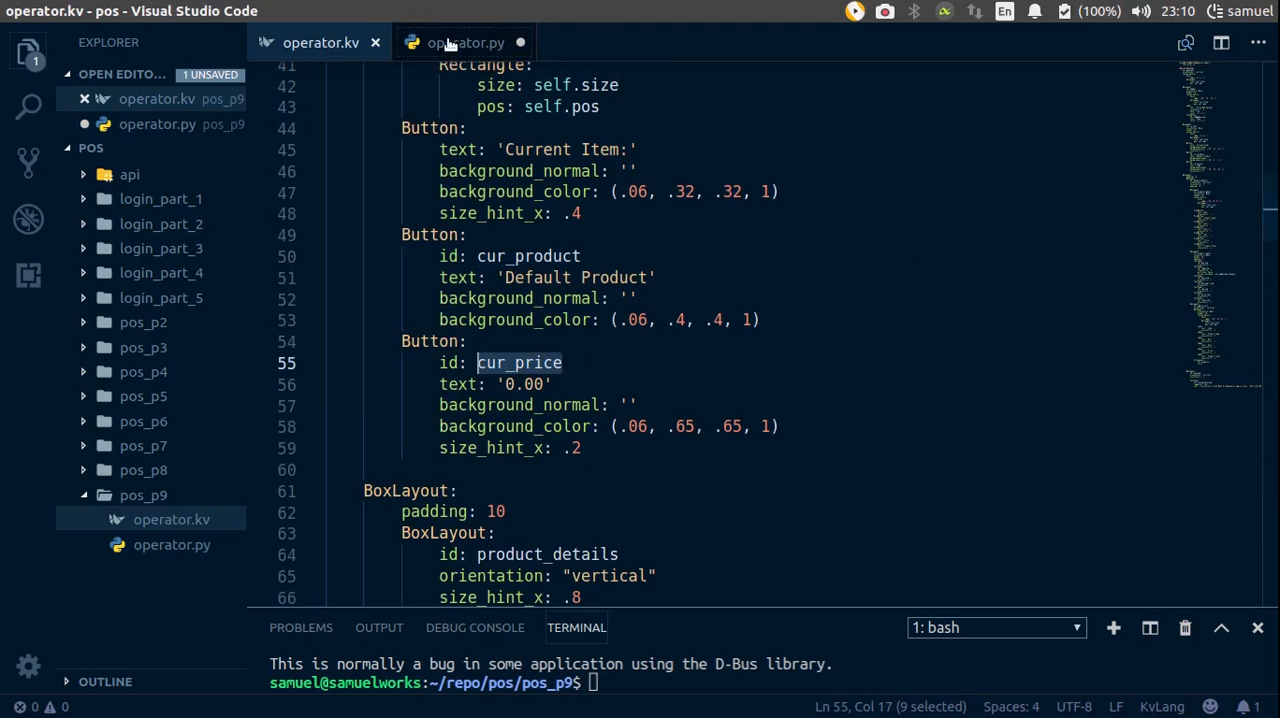 operator.kv - pos - Visual Studio Code
En
(100%)
23:10
samuel
EXPLORER
operator.kv
operator.py
OPEN EDITO...
1 UNSAVED
operator.kv pos_p9
operator.py pos_p9
POS
api
login_part_1
login_part_2
login_part_3
login_part_4
login_part_5
pos_p2
pos_p3
pos_p4
pos_p5
pos_p6
pos_p7
pos_p8
pos_p9
operator.kv
operator.py
OUTLINE
1
41 Rectangle:
42 size: self.size
43 pos: self.pos
44 Button:
45 text: 'Current Item:'
46 background_normal: ''
47 background_color: (.06, .32, .32, 1)
48 size_hint_x: .4
49 Button:
50 id: cur_product
51 text: 'Default Product'
52 background_normal: ''
53 background_color: (.06, .4, .4, 1)
54 Button:
55 id: cur_price
56 text: '0.00'
57 background_normal: ''
58 background_color: (.06, .65, .65, 1)
59 size_hint_x: .2
60
61 BoxLayout:
62 padding: 10
63 BoxLayout:
64 id: product_details
65 orientation: "vertical"
66 size_hint_x: .8
PROBLEMS OUTPUT DEBUG CONSOLE TERMINAL
1: bash
This is normally a bug in some application using the D-Bus library.
samuel@samuelworks:~/repo/pos/pos_p9$
0 0
Ln 55, Col 17 (9 selected) Spaces: 4 UTF-8 LF KvLang 1